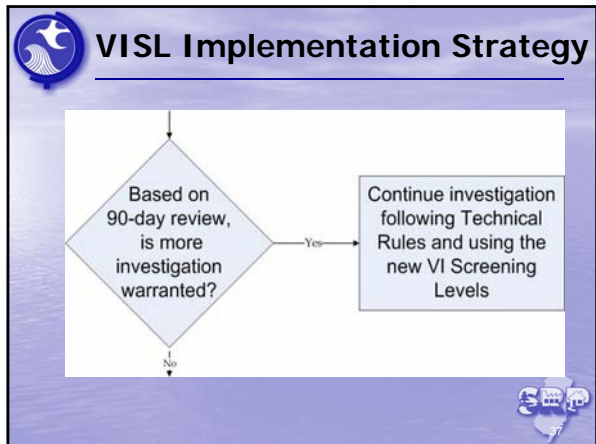 VISL Implementation Strategy
Based on
90-day review,
is more
investigation
warranted?
Yes
Continue investigation
following Technical
Rules and using the
new VI Screening
Levels
No
SRP
37